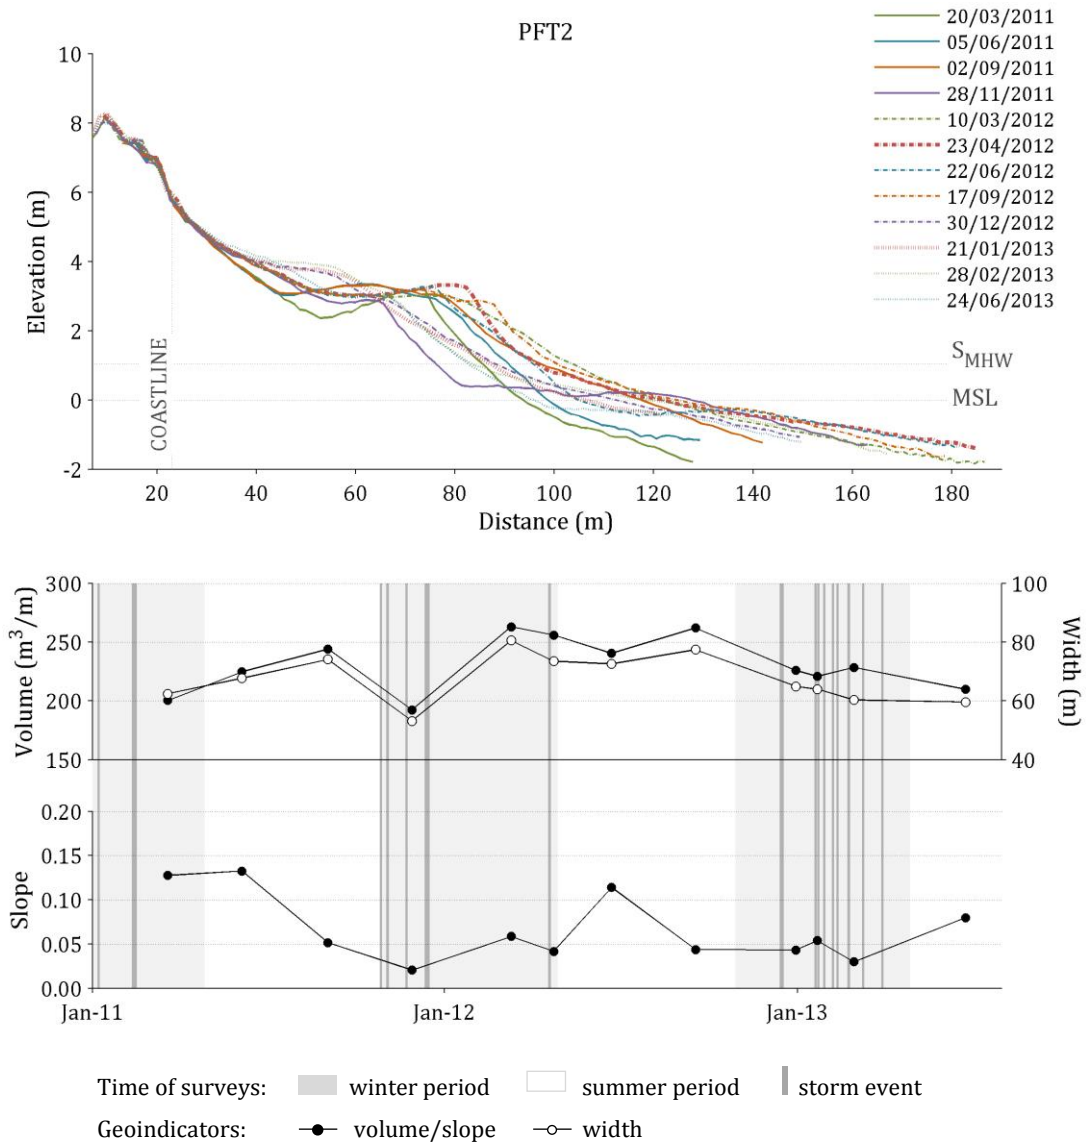 PFT2
20/03/2011
05/06/2011
02/09/2011
28/11/2011
10/03/2012
23/04/2012
22/06/2012
17/09/2012
30/12/2012
21/01/2013
28/02/2013
24/06/2013
10
8
6
4
2
0
-2
Elevation (m)
COASTLINE
S_MHW
MSL
20 40 60 80 100 120 140 160 180
Distance (m)
300
250
200
150
Volume (m³/m)
100
80
60
40
Width (m)
0.20
0.15
0.10
0.05
0.00
Slope
Jan-11 Jan-12 Jan-13
Time of surveys: winter period summer period storm event
Geoindicators: volume/slope width